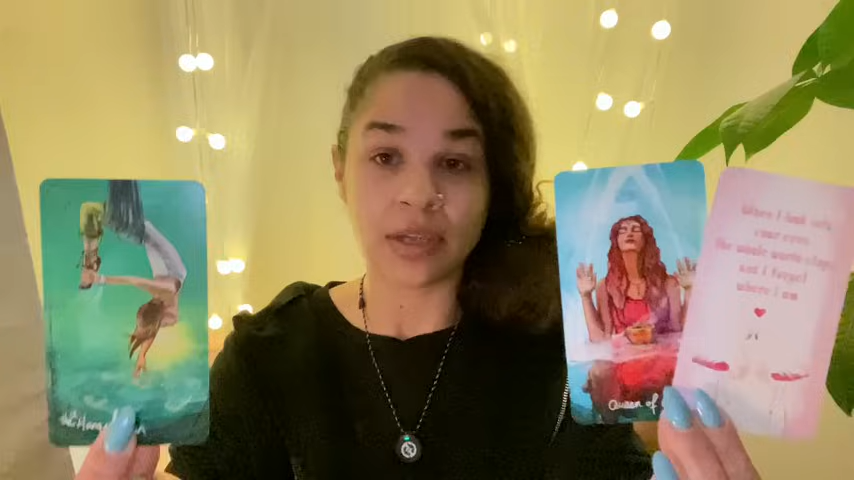 Queen of
When I look into
your eyes,
the whole world stops
and I forget
where I am